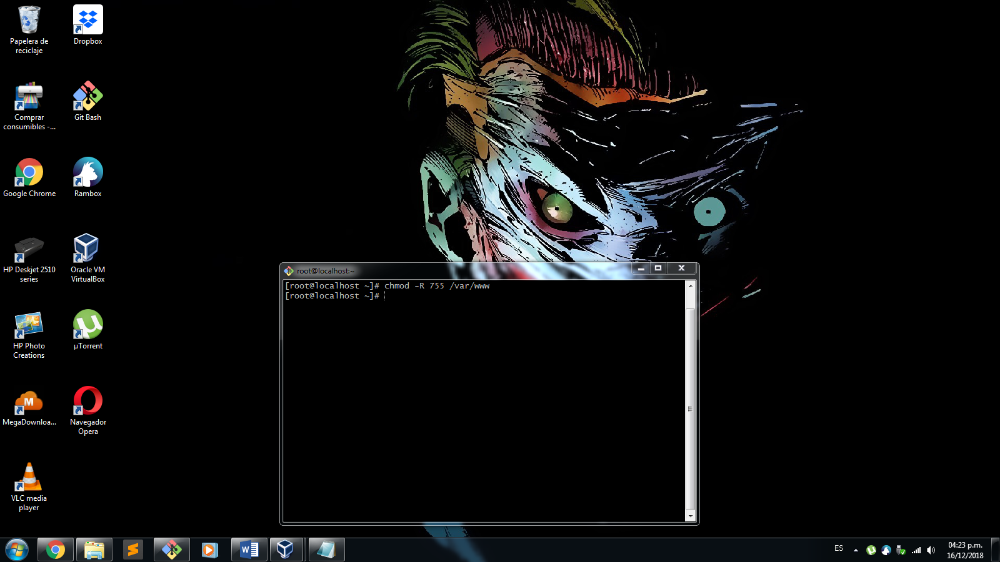 Papelera de
reciclaje
Dropbox
Comprar
consumibles -...
Git Bash
Google Chrome
Rambox
HP Deskjet 2510
series
Oracle VM
VirtualBox
HP Photo
Creations
µTorrent
MegaDownloa...
Navegador
Opera
VLC media
player
root@localhost:~
[root@localhost ~]# chmod -R 755 /var/www
[root@localhost ~]#
ES
04:23 p.m.
16/12/2018